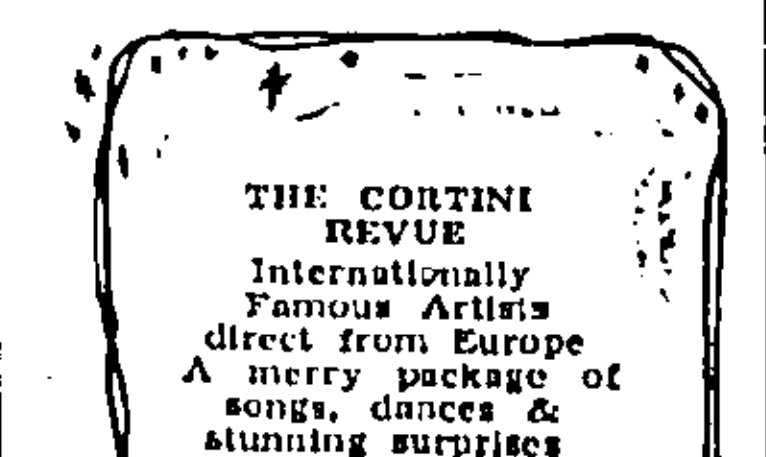 THE CORTINI
REVUE
Internationally
Famous Artists
direct from Europe
A merry package of
songs, dances &
stunning surprises